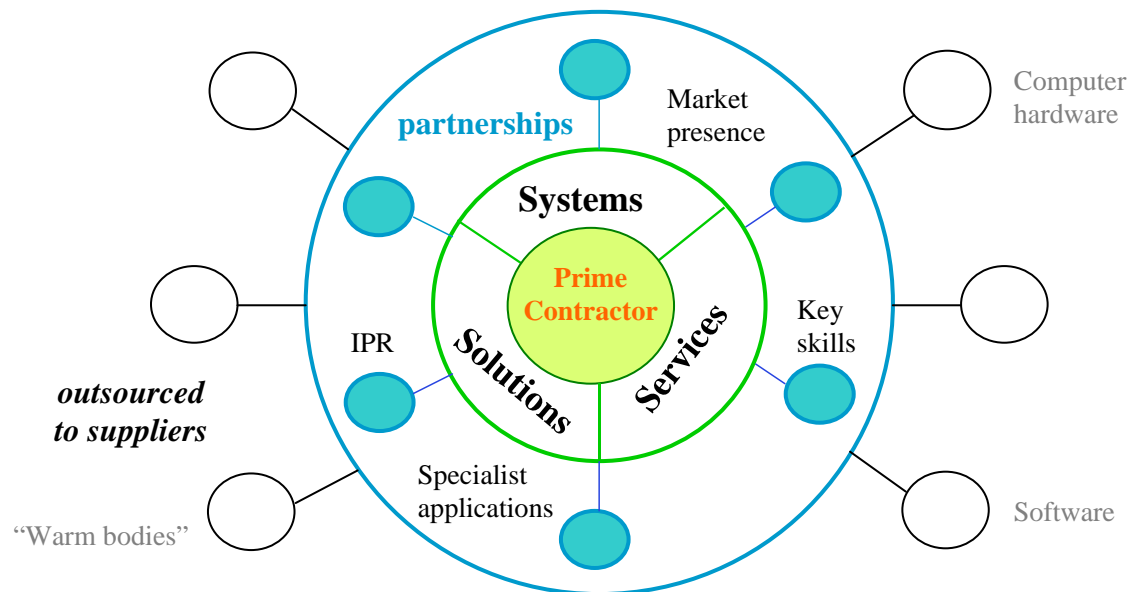 Computer
hardware
Market
presence
partnerships
Systems
Prime
Contractor
Key
skills
IPR
Solutions
Services
outsourced
to suppliers
Specialist
applications
Software
“Warm bodies”